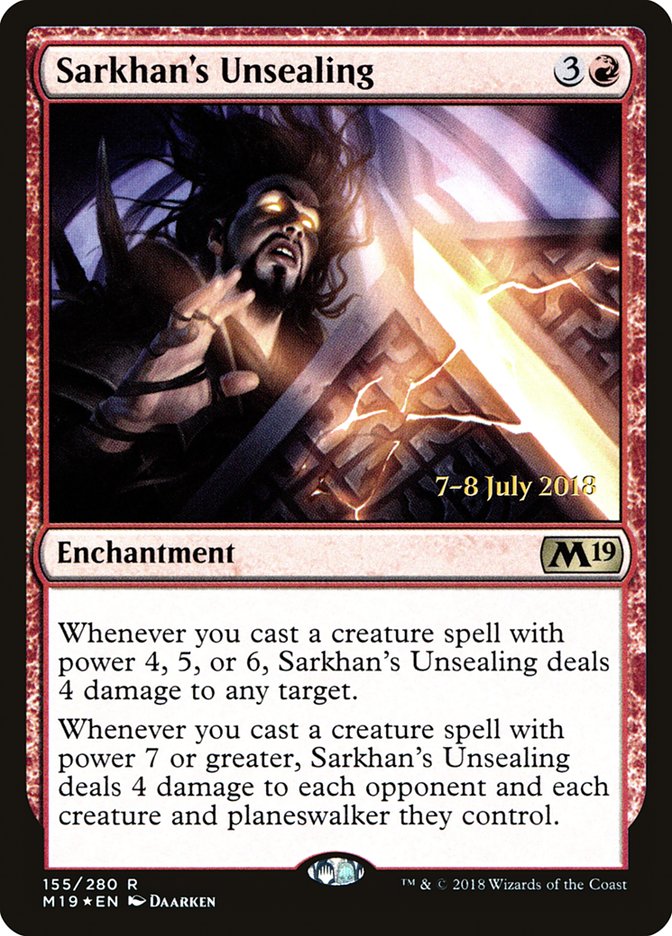 Sarkhan's Unsealing 3
7–8 July 2018
Enchantment M19
Whenever you cast a creature spell with
power 4, 5, or 6, Sarkhan's Unsealing deals
4 damage to any target.
Whenever you cast a creature spell with
power 7 or greater, Sarkhan's Unsealing
deals 4 damage to each opponent and each
creature and planeswalker they control.
155/280 R
M19★EN DAARKEN
™ & © 2018 Wizards of the Coast